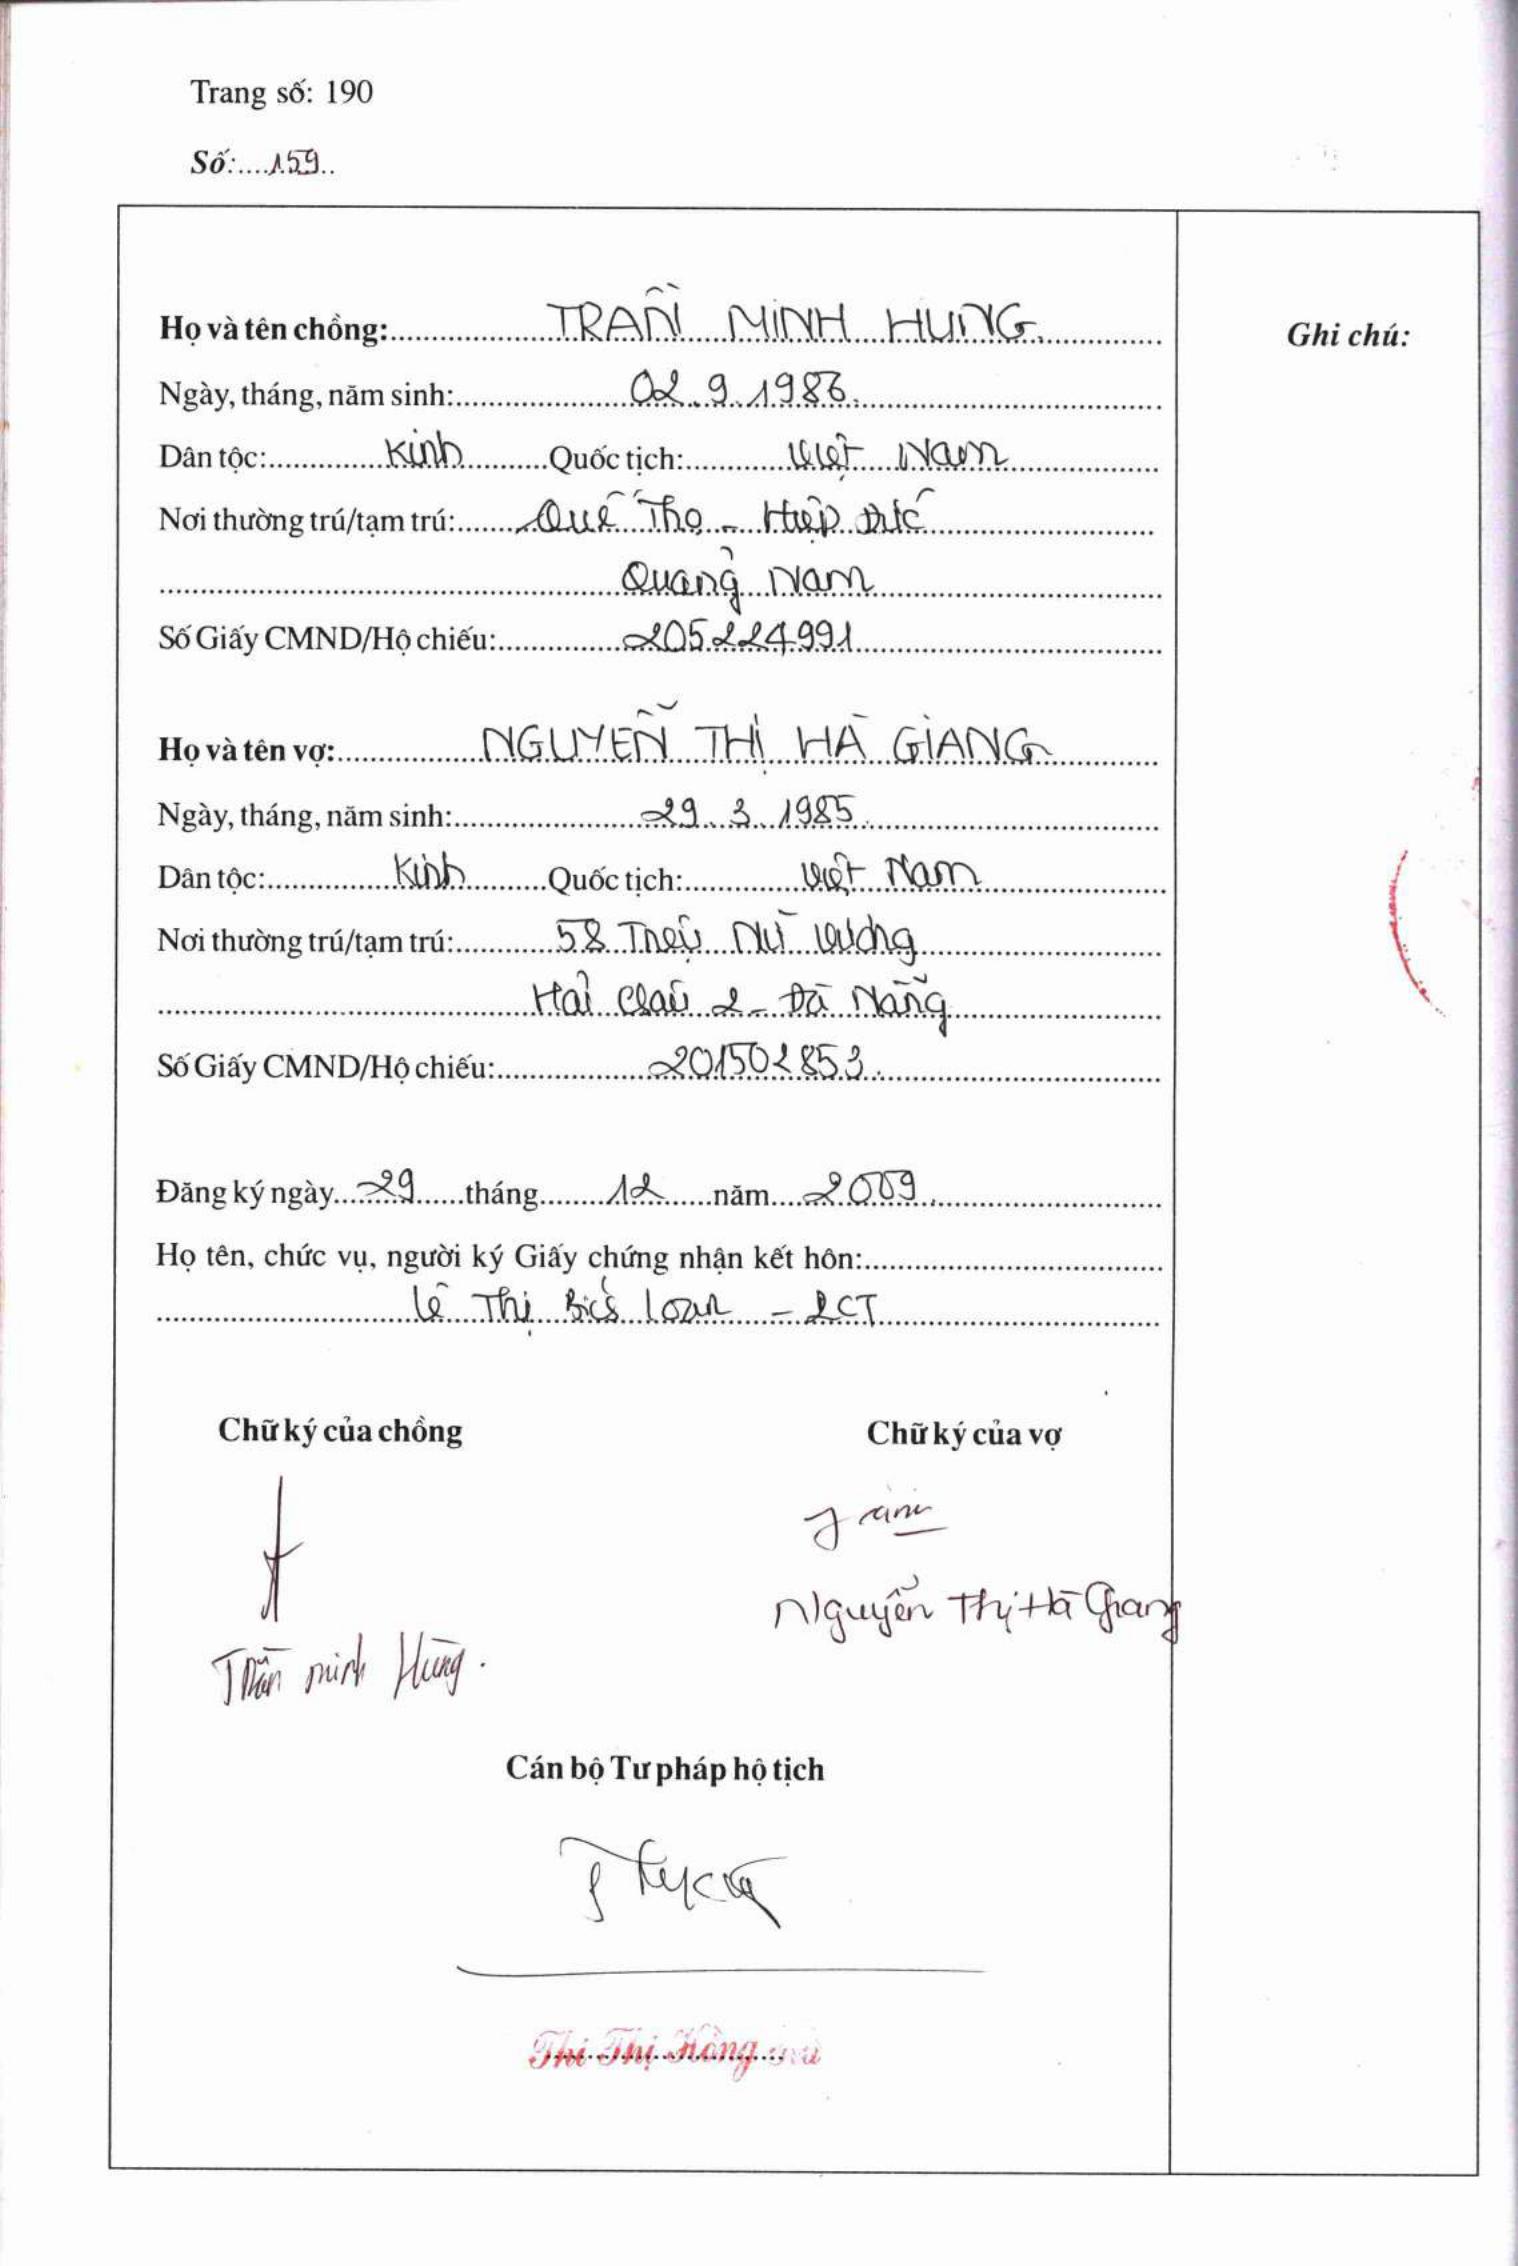 Trang số: 190
Số:....159..
Họ và tên chồng: TRẦN MINH HÙNG
Ghi chú:
Ngày, tháng, năm sinh: 02.9.1986
Dân tộc: Kinh Quốc tịch: Việt Nam
Nơi thường trú/tạm trú: Quế Thọ - Hiệp Đức
Quảng Nam
Số Giấy CMND/Hộ chiếu: 205224991
Họ và tên vợ: NGUYỄN THỊ HÀ GIANG
Ngày, tháng, năm sinh: 29.3.1985
Dân tộc: Kinh Quốc tịch: Việt Nam
Nơi thường trú/tạm trú: 58 Triệu Nữ Vương
Hải Châu 2 - Đà Nẵng
Số Giấy CMND/Hộ chiếu: 201502853
Đăng ký ngày 29 tháng 12 năm 2009
Họ tên, chức vụ, người ký Giấy chứng nhận kết hôn:
Lê Thị Bích Loan - PCT
Chữ ký của chồng Chữ ký của vợ
Nguyễn Thị Hà Giang
Trần Minh Hùng.
Cán bộ Tư pháp hộ tịch
Thi Thị Hồng